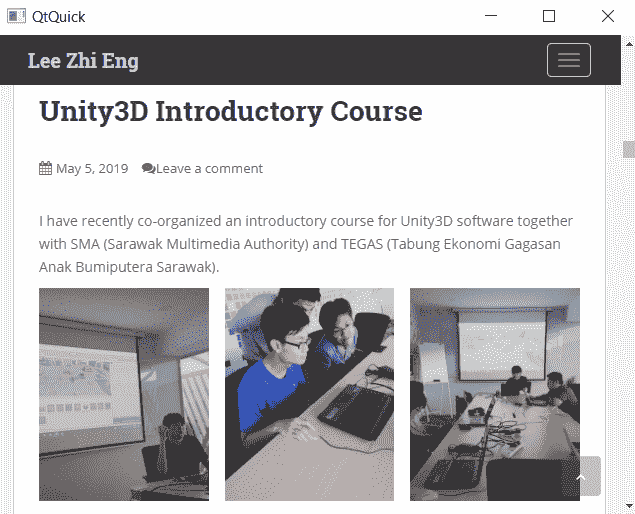 QtQuick
Lee Zhi Eng
Unity3D Introductory Course
May 5, 2019 Leave a comment
I have recently co-organized an introductory course for Unity3D software together
with SMA (Sarawak Multimedia Authority) and TEGAS (Tabung Ekonomi Gagasan
Anak Bumiputera Sarawak).